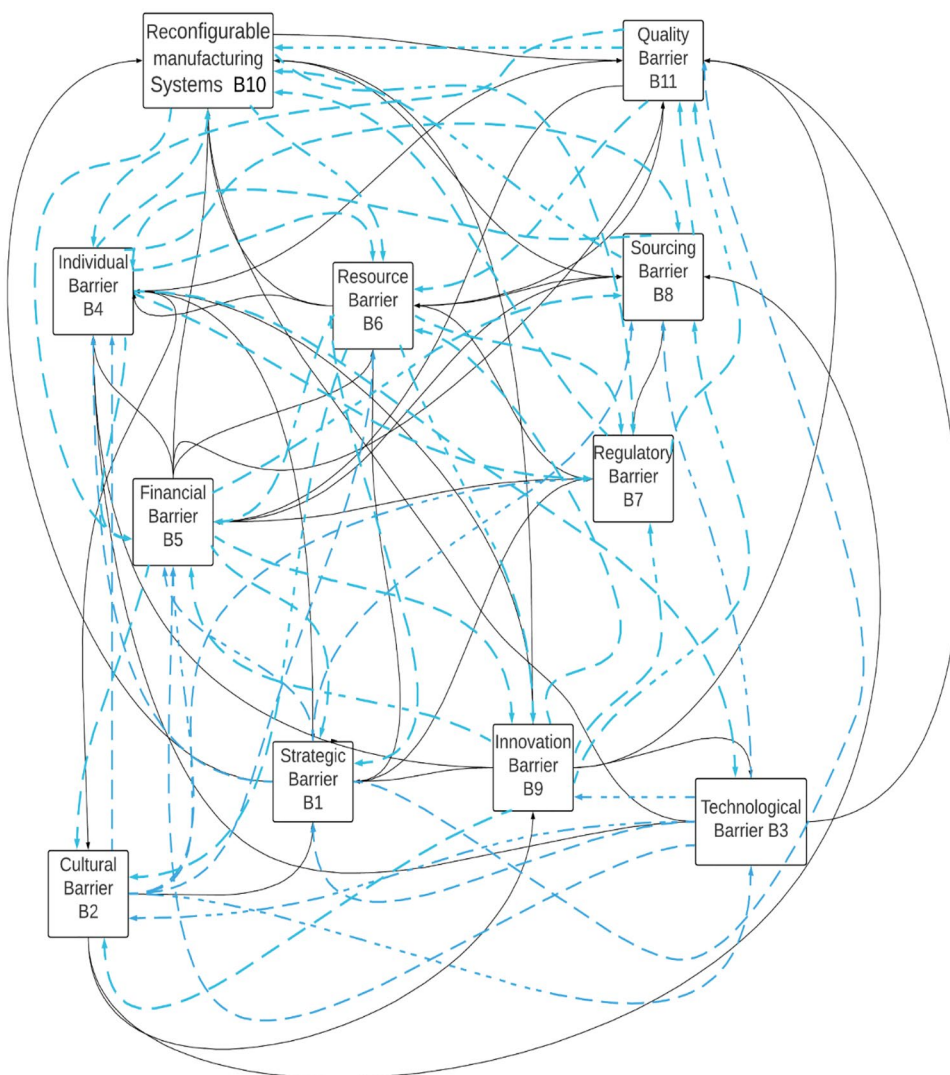 Reconfigurable
manufacturing
Systems B10
Quality
Barrier
B11
Individual
Barrier
B4
Resource
Barrier
B6
Sourcing
Barrier
B8
Financial
Barrier
B5
Regulatory
Barrier
B7
Strategic
Barrier
B1
Innovation
Barrier
B9
Technological
Barrier B3
Cultural
Barrier
B2